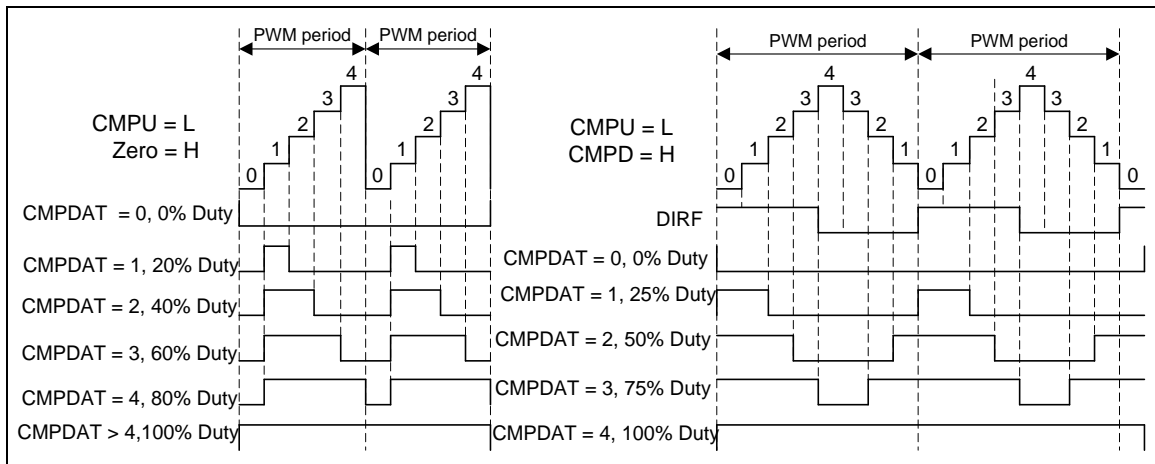 PWM period PWM period
4 4
3 3
2 2
1 1
0 0
CMPU = L
Zero = H
CMPDAT = 0, 0% Duty
CMPDAT = 1, 20% Duty
CMPDAT = 2, 40% Duty
CMPDAT = 3, 60% Duty
CMPDAT = 4, 80% Duty
CMPDAT > 4,100% Duty
PWM period PWM period
4 4
3 3 3 3
2 2 2 2
1 1 1 1
0 0 0
CMPU = L
CMPD = H
DIRF
CMPDAT = 0, 0% Duty
CMPDAT = 1, 25% Duty
CMPDAT = 2, 50% Duty
CMPDAT = 3, 75% Duty
CMPDAT = 4, 100% Duty